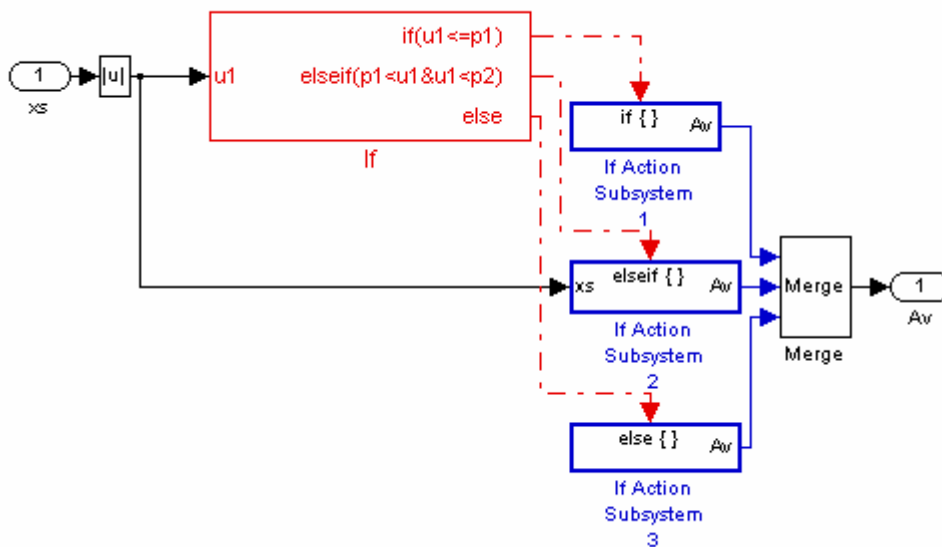 1
xs
|u|
u1
if(u1<=p1)
elseif(p1<u1&u1<p2)
else
If
if { }
Av
If Action
Subsystem
1
xs
elseif { }
Av
If Action
Subsystem
2
else { }
Av
If Action
Subsystem
3
Merge
Merge
1
Av